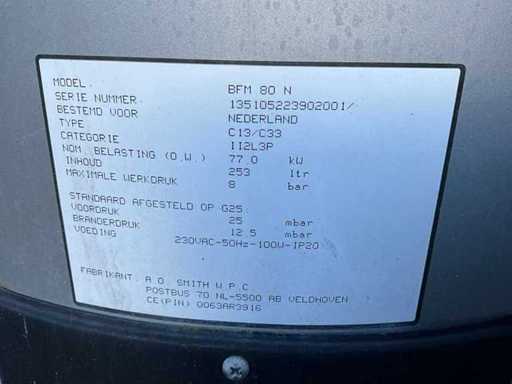 MODEL. BFM 80 N
SERIE NUMMER. 135105223902001/
BESTEMD VOOR NEDERLAND
TYPE C13/C33
CATEGORIE II2L3P
NOM. BELASTING (O.W.) 77.0 kW
INHOUD 253 ltr
MAXIMALE WERKDRUK 8 bar
STANDAARD AFGESTELD OP G25.
VOORDRUK 25 mbar
BRANDERDRUK 12.5 mbar
VOEDING 230VAC-50Hz-100W-IP20
FABRIKANT. A.O. SMITH W.P.C
POSTBUS 70 NL-5500 AB VELDHOVEN
CE(PIN) 0063AR3916